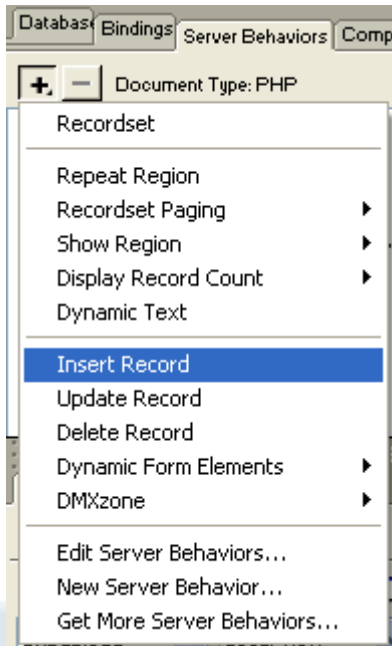 Databas Bindings Server Behaviors Comp
+ − Document Type: PHP
Recordset
Repeat Region
Recordset Paging
Show Region
Display Record Count
Dynamic Text
Insert Record
Update Record
Delete Record
Dynamic Form Elements
DMXzone
Edit Server Behaviors...
New Server Behavior...
Get More Server Behaviors...